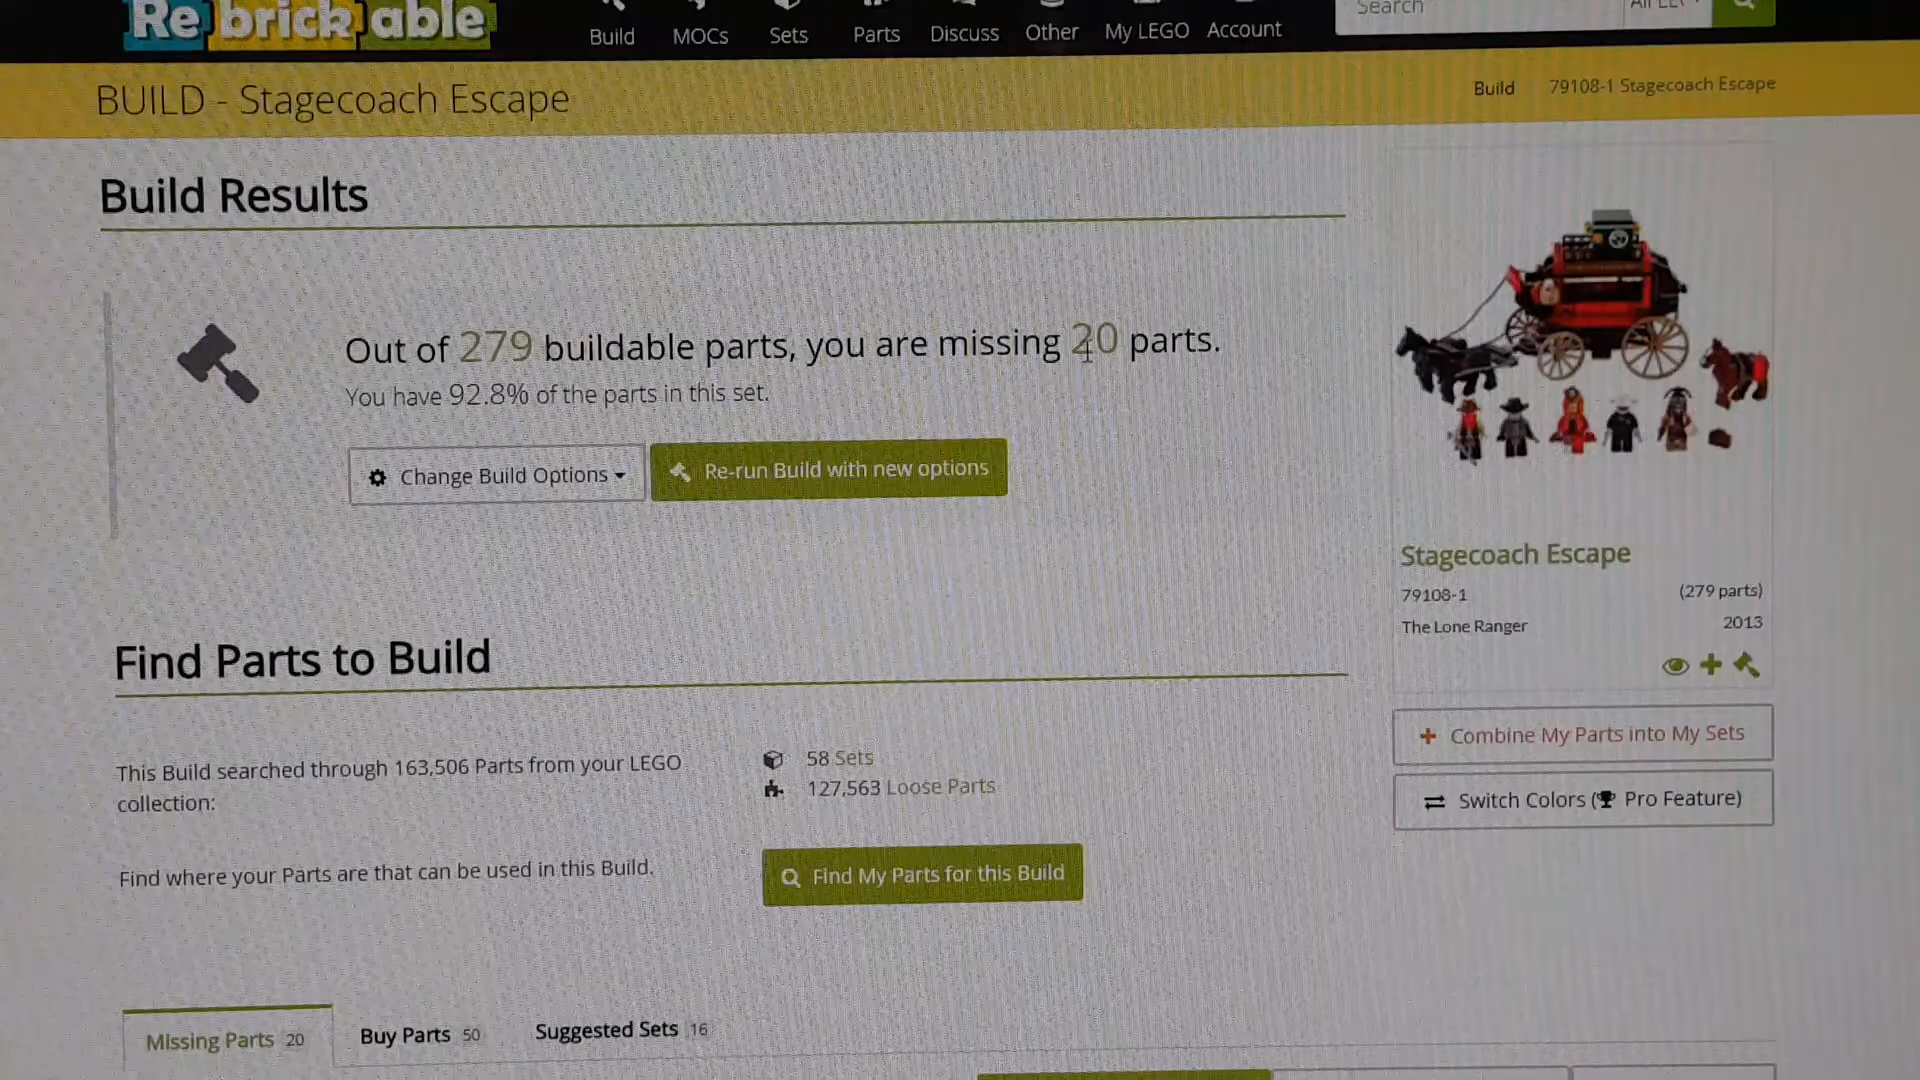 Rebrickable
Build MOCs Sets Parts Discuss Other My LEGO Account
Search
BUILD - Stagecoach Escape
Build 79108-1 Stagecoach Escape
Build Results
Out of 279 buildable parts, you are missing 20 parts.
You have 92.8% of the parts in this set.
Change Build Options
Re-run Build with new options
Stagecoach Escape
79108-1 (279 parts)
The Lone Ranger 2013
Combine My Parts into My Sets
Switch Colors (Pro Feature)
Find Parts to Build
This Build searched through 163,506 Parts from your LEGO
collection:
58 Sets
127,563 Loose Parts
Find where your Parts are that can be used in this Build.
Find My Parts for this Build
Missing Parts 20
Buy Parts 50
Suggested Sets 16